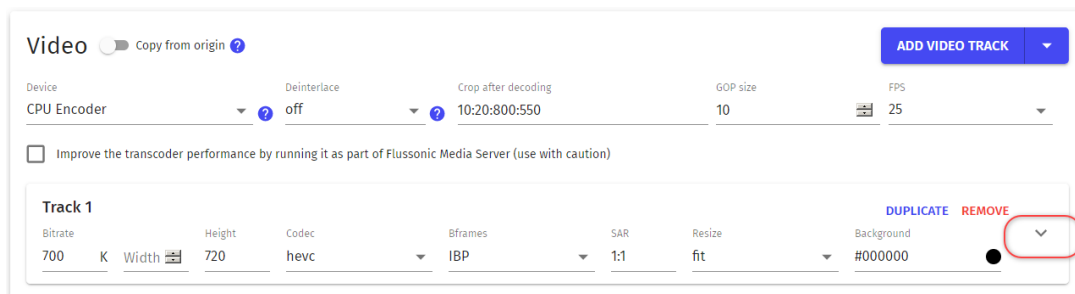 Video Copy from origin ? ADD VIDEO TRACK
Device Deinterlace Crop after decoding GOP size FPS
CPU Encoder ? off ? 10:20:800:550 10 25
Improve the transcoder performance by running it as part of Flussonic Media Server (use with caution)
Track 1 DUPLICATE REMOVE
Bitrate Height Codec Bframes SAR Resize Background
700 K Width 720 hevc IBP 1:1 fit #000000